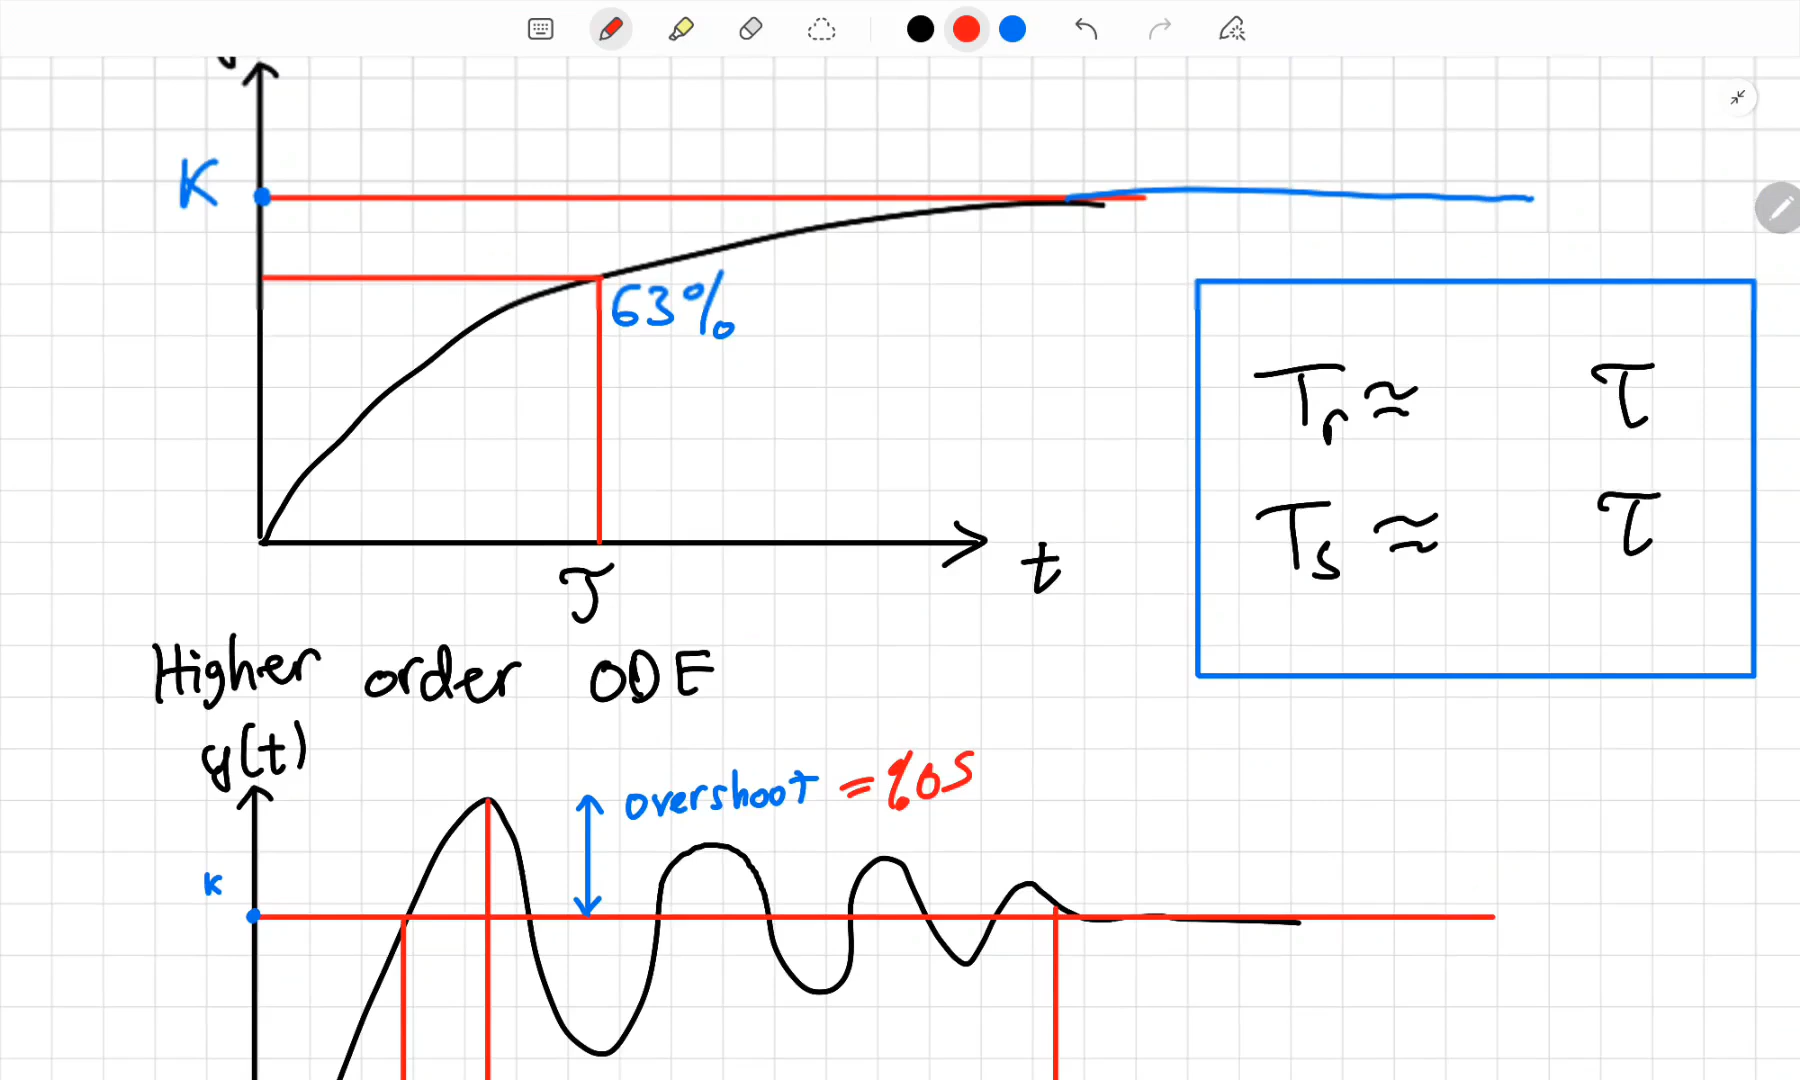 K
63%
Tr ≈ τ
Ts ≈ τ
τ
t
Higher order ODE
y(t)
overshoot = %OS
K